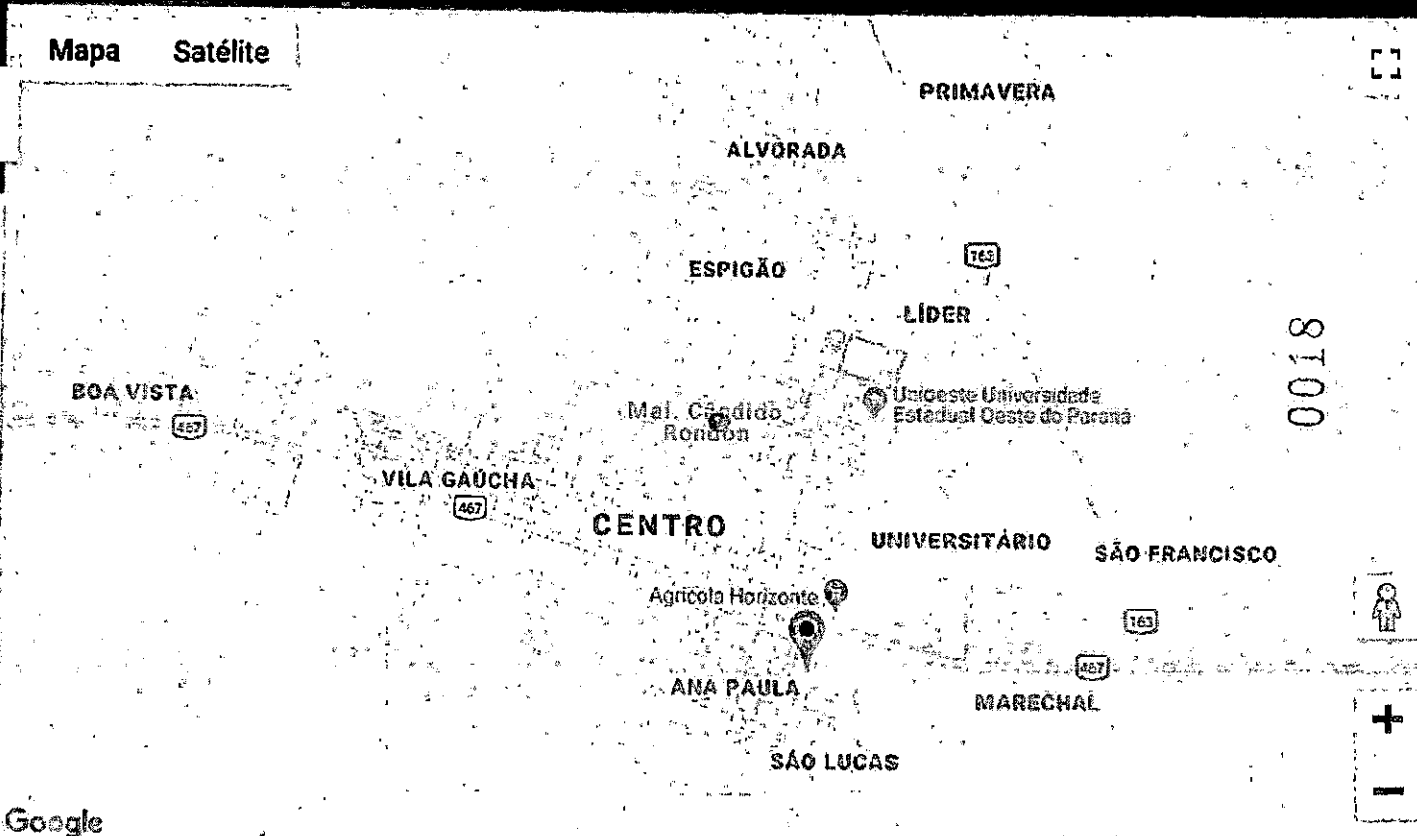 Mapa Satélite
PRIMAVERA
ALVORADA
ESPIGÃO
163
LÍDER
0018
BOA VISTA
467
Mal. Cândido
Rondon
Unioeste Universidade
Estadual Oeste do Paraná
VILA GAÚCHA
467
CENTRO
UNIVERSITÁRIO
SÃO FRANCISCO
Agrícola Horizonte
163
467
ANA PAULA
MARECHAL
SÃO LUCAS
Google